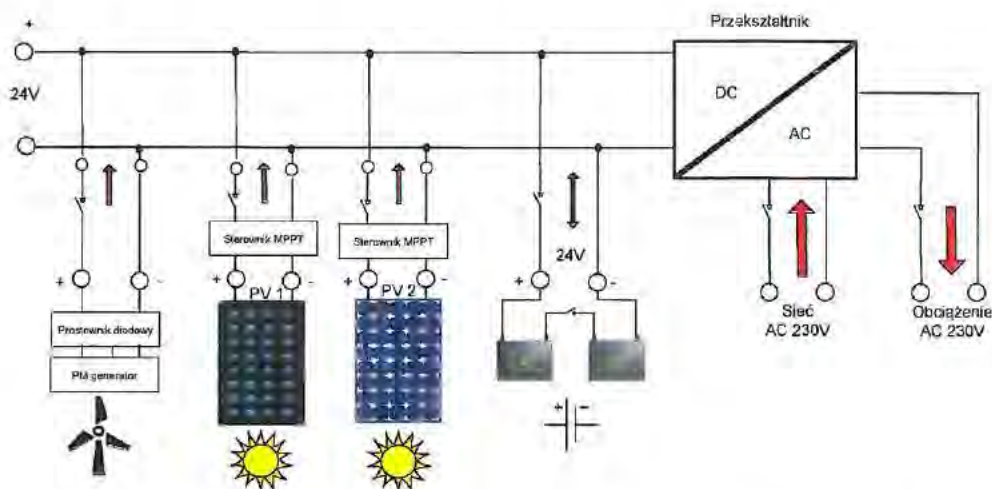 Przekształtnik
+
24V
DC
AC
Sterownik MPPT
Sterownik MPPT
24V
+ -
+ PV 1 -
+ PV 2 -
+ -
Prostownik diodowy
PM generator
Sieć
AC 230V
Obciążenie
AC 230V
+ -